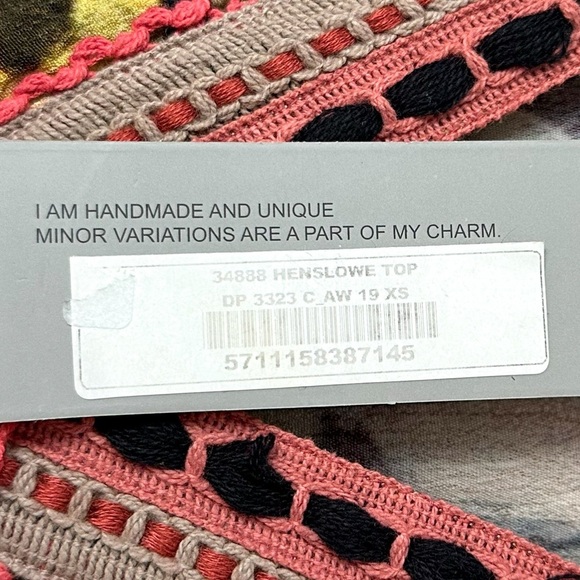 I AM HANDMADE AND UNIQUE
MINOR VARIATIONS ARE A PART OF MY CHARM.
34888 HENSLOWE TOP
DP 3323 C_AW 19 XS
5711158387145